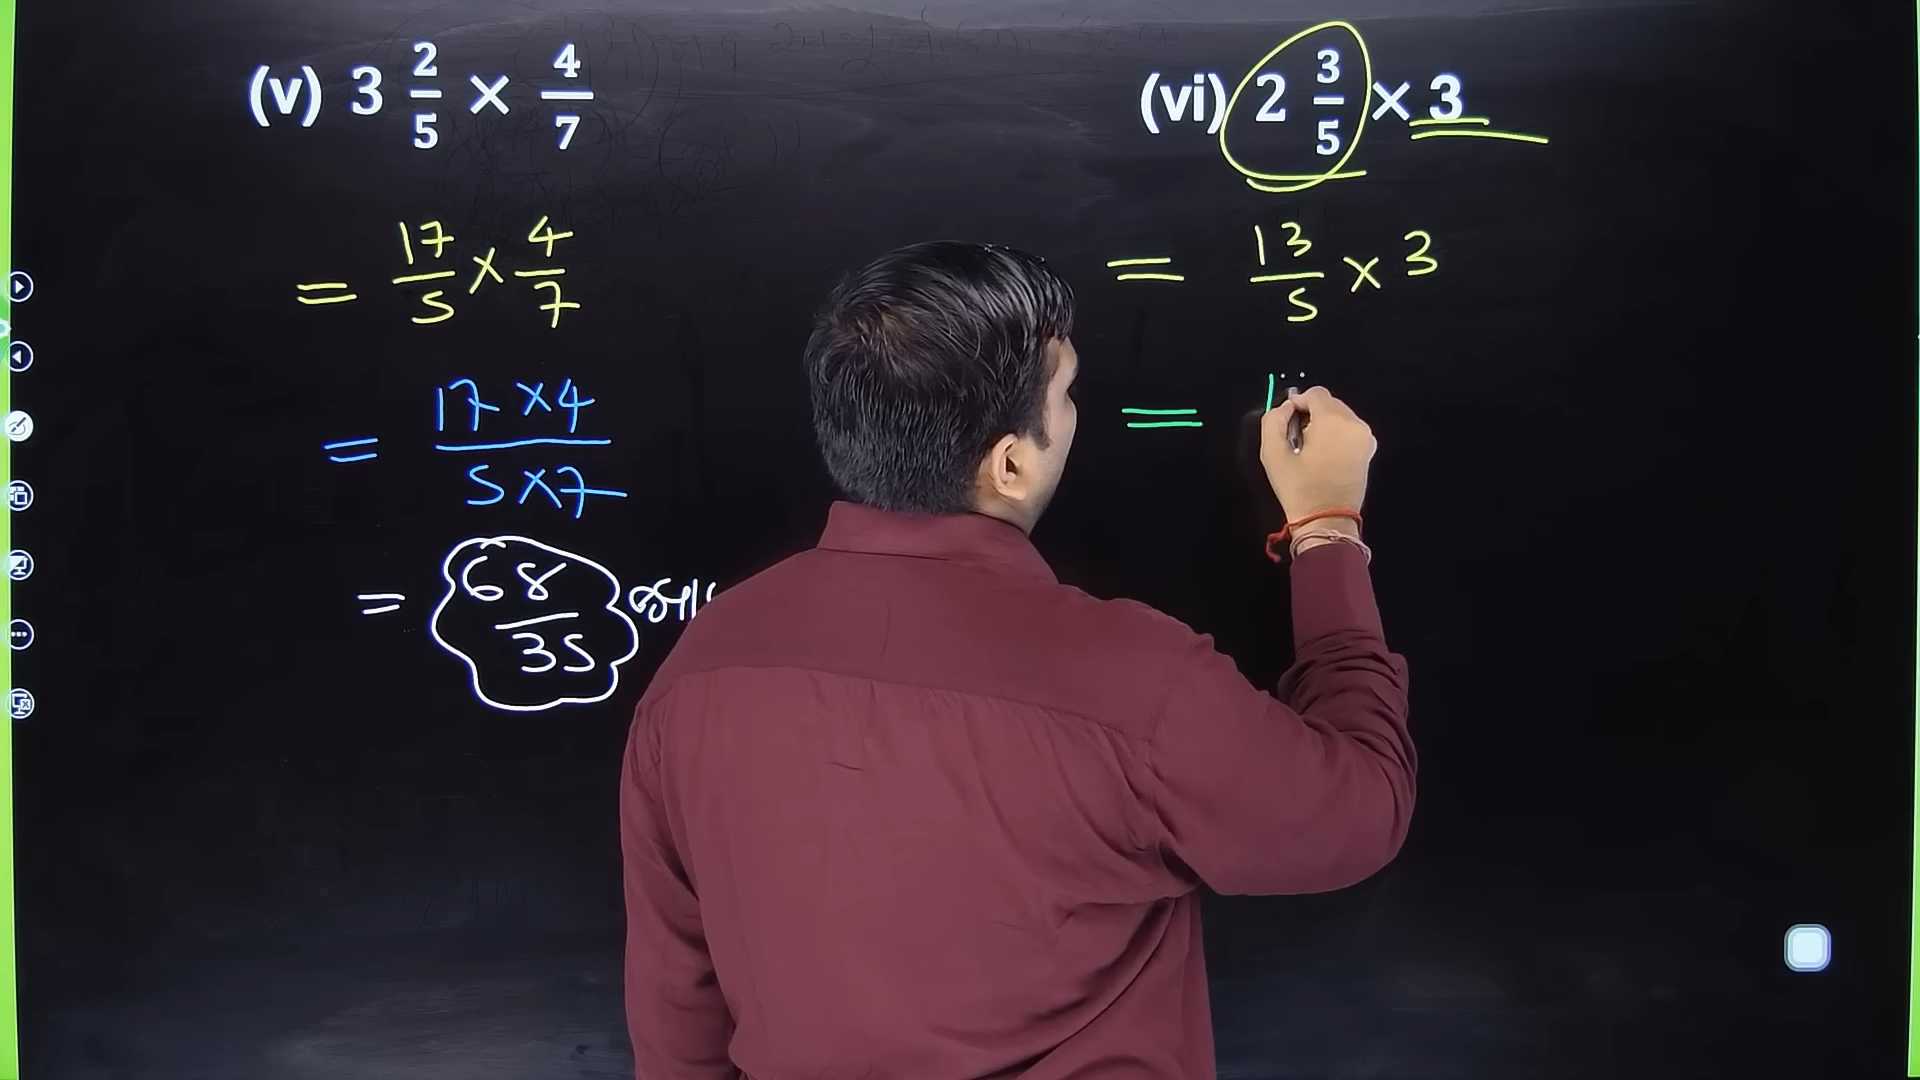 (v) 3 2/5 × 4/7
= 17/5 × 4/7
= 17 × 4 / 5 × 7
= 68/35
(vi) 2 3/5 × 3
= 13/5 × 3
=